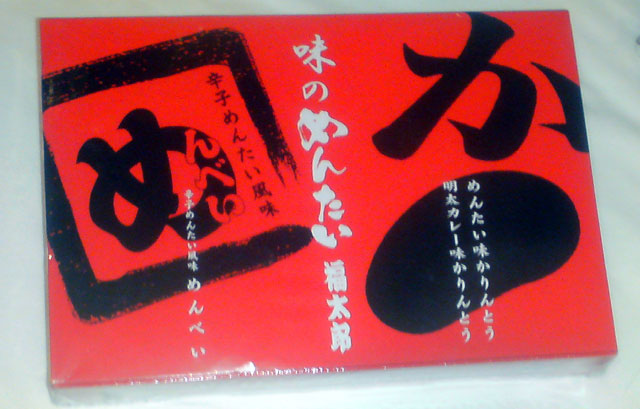 か
めんたい味かりんとう
明太カレー味かりんとう
味のめんたい 福太郎
辛子めんたい風味
めんべい
辛子めんたい風味 めんべい